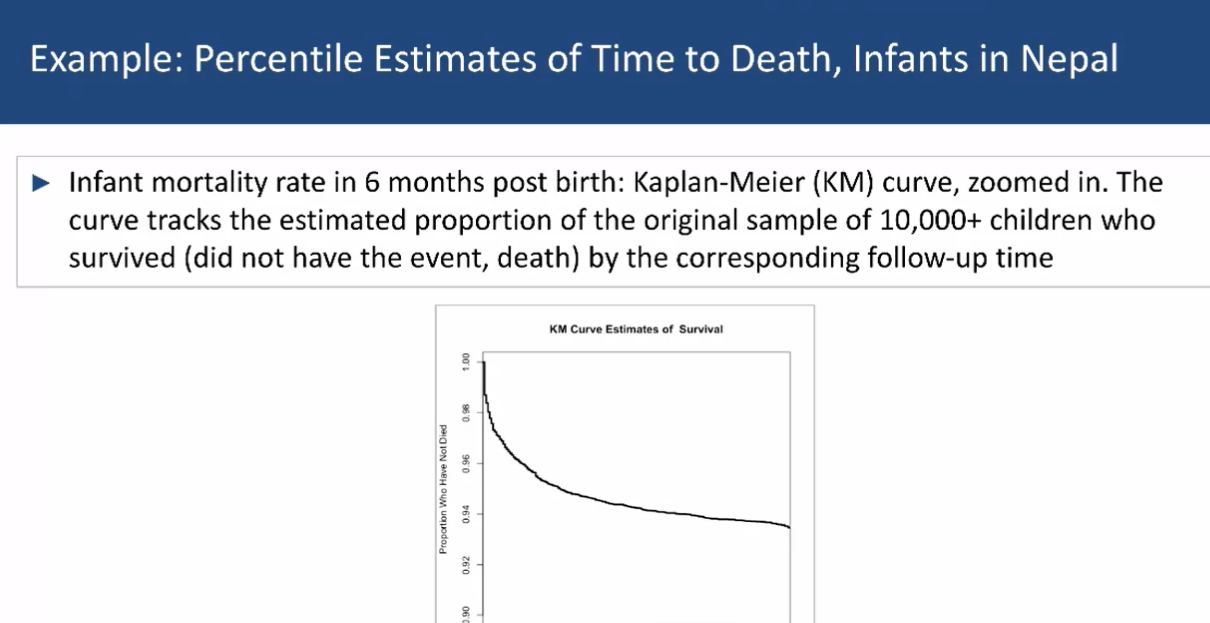 Example: Percentile Estimates of Time to Death, Infants in Nepal
► Infant mortality rate in 6 months post birth: Kaplan-Meier (KM) curve, zoomed in. The
curve tracks the estimated proportion of the original sample of 10,000+ children who
survived (did not have the event, death) by the corresponding follow-up time
KM Curve Estimates of Survival
Proportion Who Have Not Died
1.00
0.98
0.96
0.94
0.92
0.90